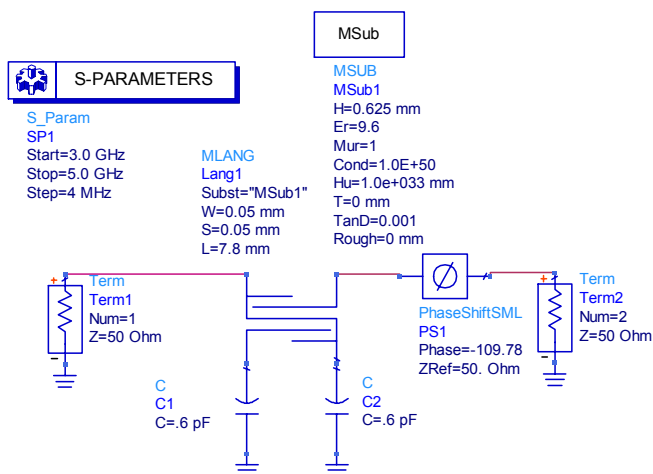 MSub
S-PARAMETERS
MSUB
MSub1
H=0.625 mm
Er=9.6
Mur=1
Cond=1.0E+50
Hu=1.0e+033 mm
T=0 mm
TanD=0.001
Rough=0 mm
S_Param
SP1
Start=3.0 GHz
Stop=5.0 GHz
Step=4 MHz
MLANG
Lang1
Subst="MSub1"
W=0.05 mm
S=0.05 mm
L=7.8 mm
+
Term
Term1
Num=1
Z=50 Ohm
-
PhaseShiftSML
PS1
Phase=-109.78
ZRef=50. Ohm
+
Term
Term2
Num=2
Z=50 Ohm
-
C
C1
C=.6 pF
C
C2
C=.6 pF